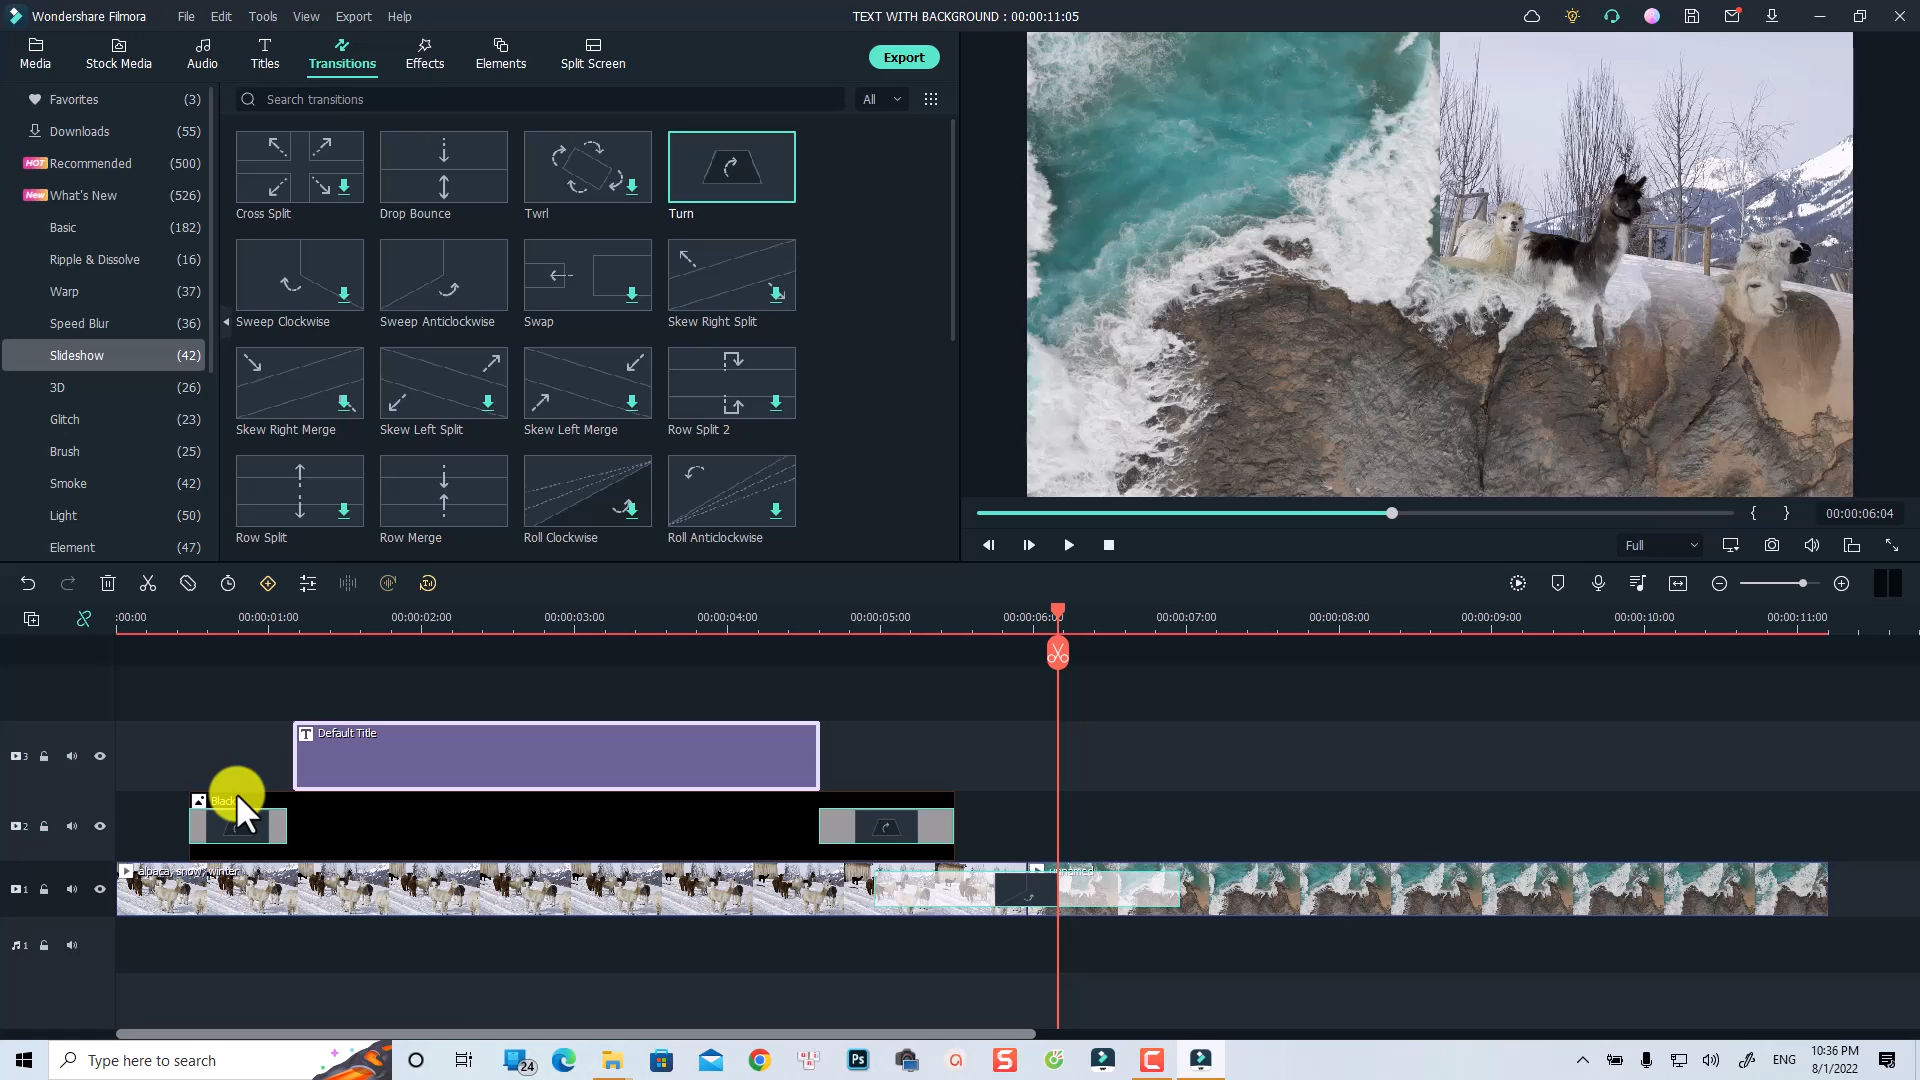 Wondershare Filmora
File Edit Tools View Export Help
TEXT WITH BACKGROUND : 00:00:11:05
Media Stock Media Audio Titles Transitions Effects Elements Split Screen
Export
Favorites (3)
Downloads (55)
HOT Recommended (500)
New What's New (526)
Basic (182)
Ripple & Dissolve (16)
Warp (37)
Speed Blur (36)
Slideshow (42)
3D (26)
Glitch (23)
Brush (25)
Smoke (42)
Light (50)
Element (47)
Search transitions
All
Cross Split Drop Bounce Twrl Turn
Sweep Clockwise Sweep Anticlockwise Swap Skew Right Split
Skew Right Merge Skew Left Split Skew Left Merge Row Split 2
Row Split Row Merge Roll Clockwise Roll Anticlockwise
00:00:06:04
Full
:00:00 00:00:01:00 00:00:02:00 00:00:03:00 00:00:04:00 00:00:05:00 00:00:06:00 00:00:07:00 00:00:08:00 00:00:09:00 00:00:10:00 00:00:11:00
3
T Default Title
2
Black
1
alpaca, snow, winter
unnamed
1
Type here to search
24
Ps
ENG
10:36 PM
8/1/2022